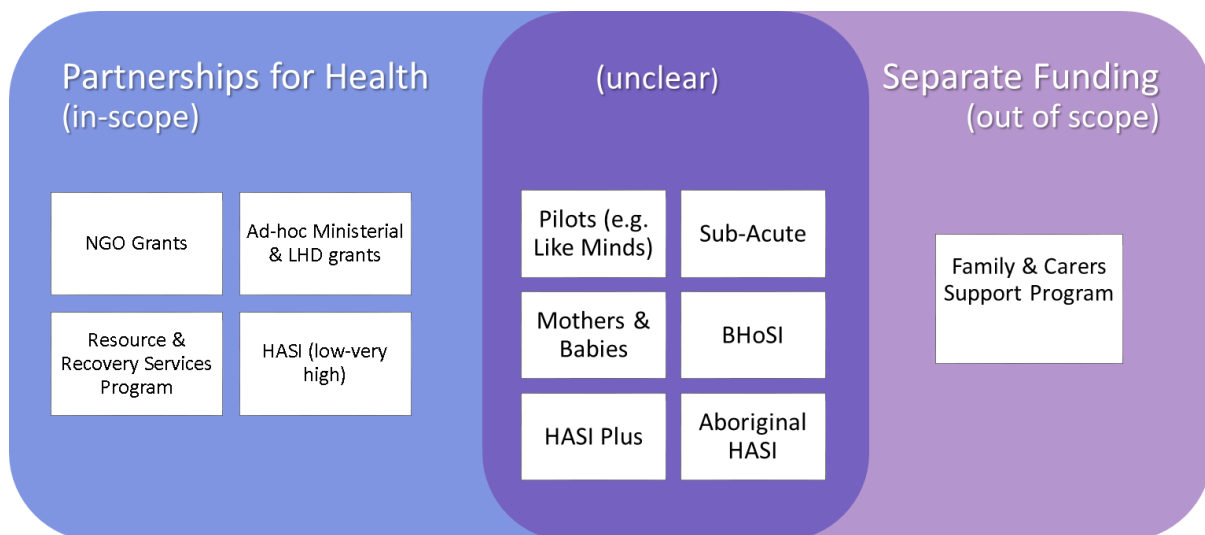 Partnerships for Health
(in-scope)
NGO Grants
Ad-hoc Ministerial
& LHD grants
Resource &
Recovery Services
Program
HASI (low-very
high)
(unclear)
Pilots (e.g.
Like Minds)
Sub-Acute
Mothers &
Babies
BHoSI
HASI Plus
Aboriginal
HASI
Separate Funding
(out of scope)
Family & Carers
Support Program